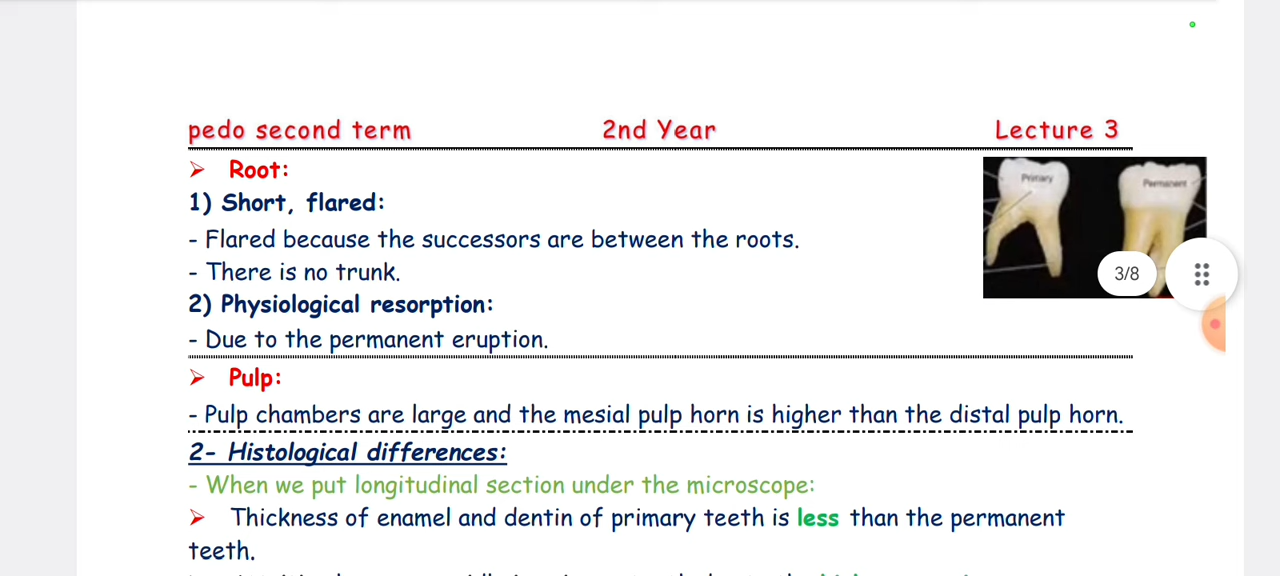 pedo second term 2nd Year Lecture 3
➢ Root:
1) Short, flared:
- Flared because the successors are between the roots.
- There is no trunk.
2) Physiological resorption:
- Due to the permanent eruption.
➢ Pulp:
- Pulp chambers are large and the mesial pulp horn is higher than the distal pulp horn.
2- Histological differences:
- When we put longitudinal section under the microscope:
➢ Thickness of enamel and dentin of primary teeth is less than the permanent
teeth.
Primary
Permanent
3/8